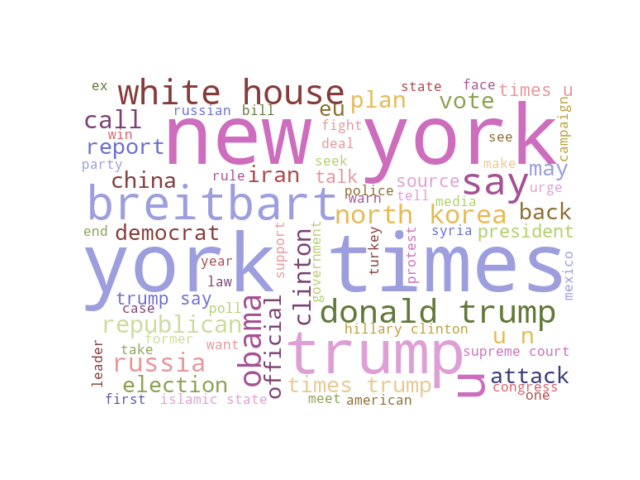 ex
white house
state
face
times u
russian
bill
eu
plan
vote
call
new york
campaign
win
fight
report
deal
see
party
seek
make
may
china
rule
iran
talk
source
say
urge
breitbart
police
warn
tell
media
north korea
back
end
democrat
support
government
turkey
protest
syria
president
york times
mexico
year
law
trump say
clinton
case
poll
obama
official
donald trump
republican
hillary clinton
former
u n
take
want
trump
supreme court
leader
russia
u
attack
election
times trump
congress
one
first
islamic state
meet
american